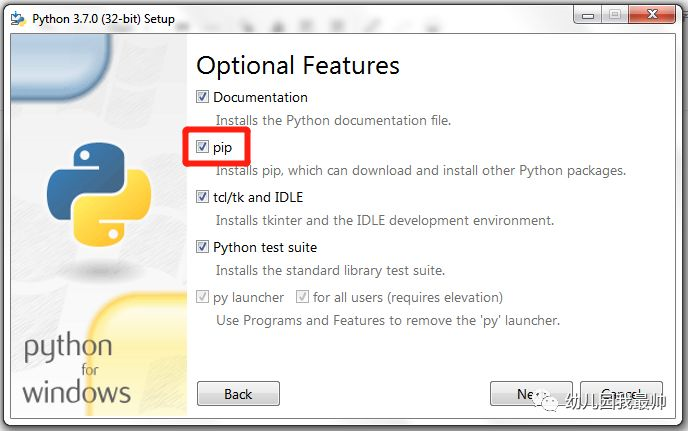 Python 3.7.0 (32-bit) Setup
Optional Features
Documentation
Installs the Python documentation file.
pip
Installs pip, which can download and install other Python packages.
tcl/tk and IDLE
Installs tkinter and the IDLE development environment.
Python test suite
Installs the standard library test suite.
py launcher for all users (requires elevation)
Use Programs and Features to remove the 'py' launcher.
python
for
windows
Back Next Cancel
幼儿园我最帅